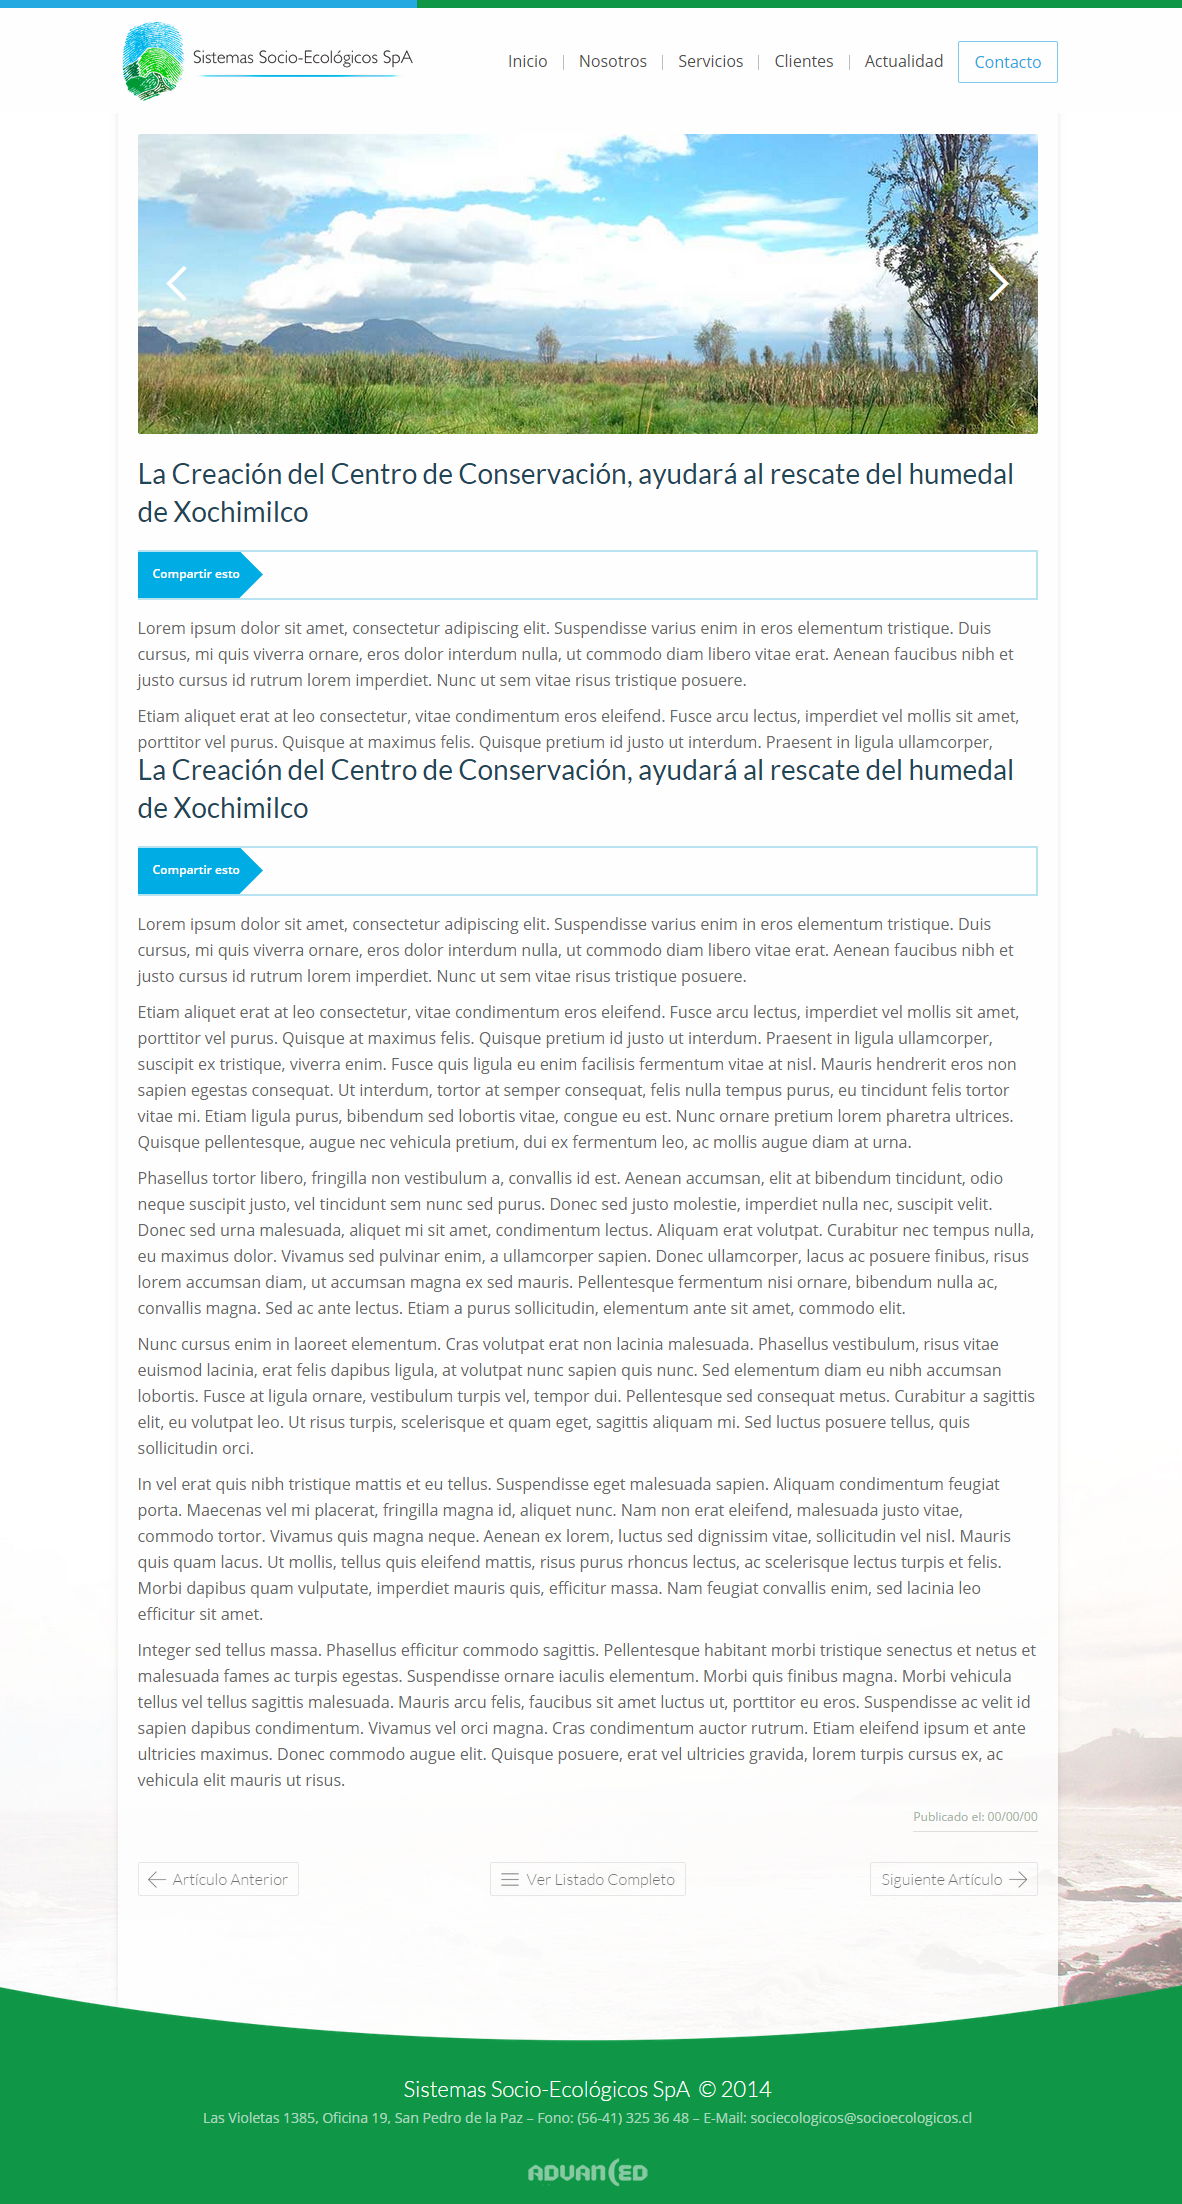 Sistemas Socio-Ecológicos SpA
Inicio
Nosotros
Servicios
Clientes
Actualidad
Contacto
La Creación del Centro de Conservación, ayudará al rescate del humedal
de Xochimilco
Compartir esto
Lorem ipsum dolor sit amet, consectetur adipiscing elit. Suspendisse varius enim in eros elementum tristique. Duis
cursus, mi quis viverra ornare, eros dolor interdum nulla, ut commodo diam libero vitae erat. Aenean faucibus nibh et
justo cursus id rutrum lorem imperdiet. Nunc ut sem vitae risus tristique posuere.
Etiam aliquet erat at leo consectetur, vitae condimentum eros eleifend. Fusce arcu lectus, imperdiet vel mollis sit amet,
porttitor vel purus. Quisque at maximus felis. Quisque pretium id justo ut interdum. Praesent in ligula ullamcorper,
La Creación del Centro de Conservación, ayudará al rescate del humedal
de Xochimilco
Compartir esto
Lorem ipsum dolor sit amet, consectetur adipiscing elit. Suspendisse varius enim in eros elementum tristique. Duis
cursus, mi quis viverra ornare, eros dolor interdum nulla, ut commodo diam libero vitae erat. Aenean faucibus nibh et
justo cursus id rutrum lorem imperdiet. Nunc ut sem vitae risus tristique posuere.
Etiam aliquet erat at leo consectetur, vitae condimentum eros eleifend. Fusce arcu lectus, imperdiet vel mollis sit amet,
porttitor vel purus. Quisque at maximus felis. Quisque pretium id justo ut interdum. Praesent in ligula ullamcorper,
suscipit ex tristique, viverra enim. Fusce quis ligula eu enim facilisis fermentum vitae at nisl. Mauris hendrerit eros non
sapien egestas consequat. Ut interdum, tortor at semper consequat, felis nulla tempus purus, eu tincidunt felis tortor
vitae mi. Etiam ligula purus, bibendum sed lobortis vitae, congue eu est. Nunc ornare pretium lorem pharetra ultrices.
Quisque pellentesque, augue nec vehicula pretium, dui ex fermentum leo, ac mollis augue diam at urna.
Phasellus tortor libero, fringilla non vestibulum a, convallis id est. Aenean accumsan, elit at bibendum tincidunt, odio
neque suscipit justo, vel tincidunt sem nunc sed purus. Donec sed justo molestie, imperdiet nulla nec, suscipit velit.
Donec sed urna malesuada, aliquet mi sit amet, condimentum lectus. Aliquam erat volutpat. Curabitur nec tempus nulla,
eu maximus dolor. Vivamus sed pulvinar enim, a ullamcorper sapien. Donec ullamcorper, lacus ac posuere finibus, risus
lorem accumsan diam, ut accumsan magna ex sed mauris. Pellentesque fermentum nisi ornare, bibendum nulla ac,
convallis magna. Sed ac ante lectus. Etiam a purus sollicitudin, elementum ante sit amet, commodo elit.
Nunc cursus enim in laoreet elementum. Cras volutpat erat non lacinia malesuada. Phasellus vestibulum, risus vitae
euismod lacinia, erat felis dapibus ligula, at volutpat nunc sapien quis nunc. Sed elementum diam eu nibh accumsan
lobortis. Fusce at ligula ornare, vestibulum turpis vel, tempor dui. Pellentesque sed consequat metus. Curabitur a sagittis
elit, eu volutpat leo. Ut risus turpis, scelerisque et quam eget, sagittis aliquam mi. Sed luctus posuere tellus, quis
sollicitudin orci.
In vel erat quis nibh tristique mattis et eu tellus. Suspendisse eget malesuada sapien. Aliquam condimentum feugiat
porta. Maecenas vel mi placerat, fringilla magna id, aliquet nunc. Nam non erat eleifend, malesuada justo vitae,
commodo tortor. Vivamus quis magna neque. Aenean ex lorem, luctus sed dignissim vitae, sollicitudin vel nisl. Mauris
quis quam lacus. Ut mollis, tellus quis eleifend mattis, risus purus rhoncus lectus, ac scelerisque lectus turpis et felis.
Morbi dapibus quam vulputate, imperdiet mauris quis, efficitur massa. Nam feugiat convallis enim, sed lacinia leo
efficitur sit amet.
Integer sed tellus massa. Phasellus efficitur commodo sagittis. Pellentesque habitant morbi tristique senectus et netus et
malesuada fames ac turpis egestas. Suspendisse ornare iaculis elementum. Morbi quis finibus magna. Morbi vehicula
tellus vel tellus sagittis malesuada. Mauris arcu felis, faucibus sit amet luctus ut, porttitor eu eros. Suspendisse ac velit id
sapien dapibus condimentum. Vivamus vel orci magna. Cras condimentum auctor rutrum. Etiam eleifend ipsum et ante
ultricies maximus. Donec commodo augue elit. Quisque posuere, erat vel ultricies gravida, lorem turpis cursus ex, ac
vehicula elit mauris ut risus.
Publicado el: 00/00/00
Artículo Anterior
Ver Listado Completo
Siguiente Artículo
Sistemas Socio-Ecológicos SpA © 2014
Las Violetas 1385, Oficina 19, San Pedro de la Paz – Fono: (56-41) 325 36 48 – E-Mail: sociecologicos@socioecologicos.cl
ADVANCED